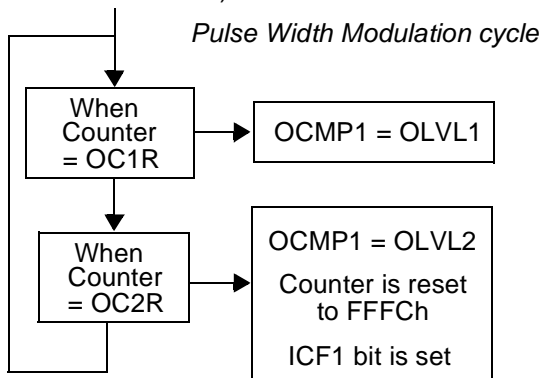 Pulse Width Modulation cycle
When
Counter
= OC1R
OCMP1 = OLVL1
When
Counter
= OC2R
OCMP1 = OLVL2
Counter is reset
to FFFCh
ICF1 bit is set